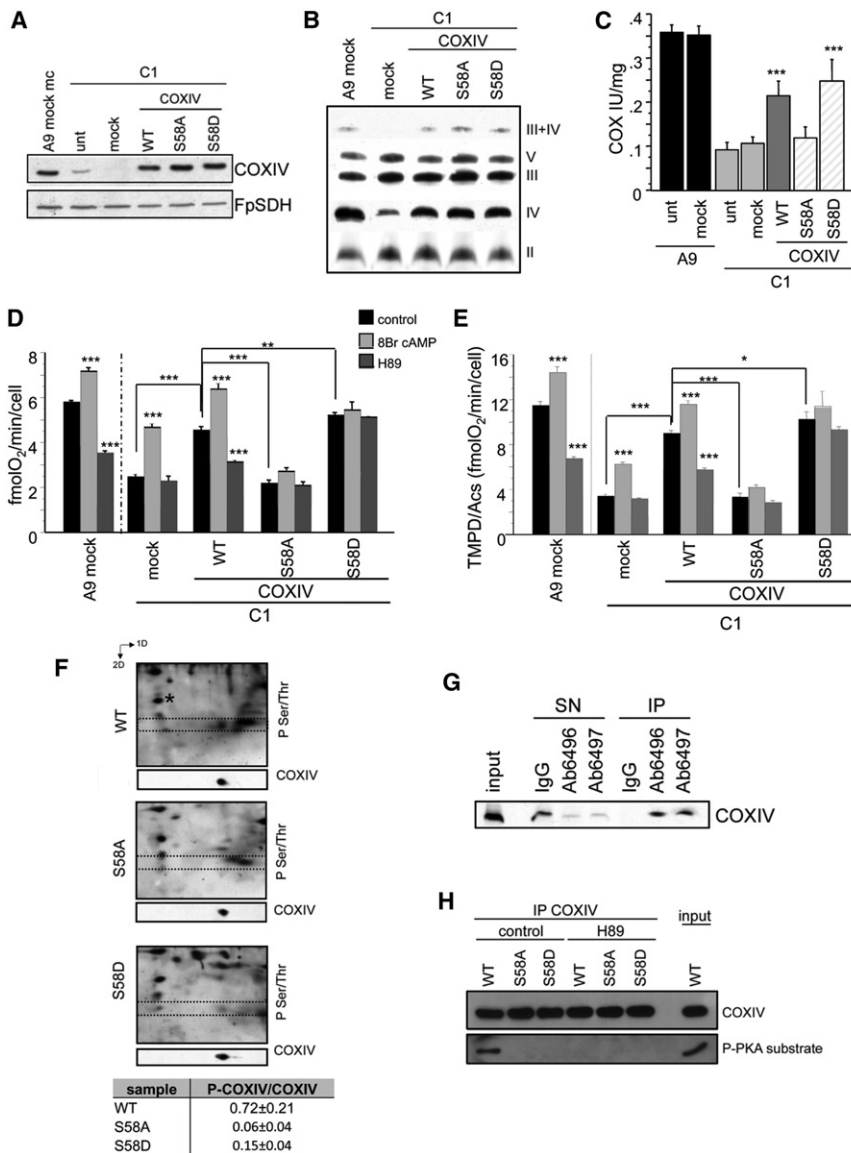 A
C1
COXIV
A9 mock mc
unt
mock
WT
S58A
S58D
COXIV
FpSDH
B
C1
COXIV
A9 mock
mock
WT
S58A
S58D
III+IV
V
III
IV
II
C
COX IU/mg
.4
.3
.2
.1
0
***
***
unt
mock
unt
mock
WT
S58A
S58D
A9
COXIV
C1
D
fmolO2/min/cell
8
6
4
2
0
control
8Br cAMP
H89
**
***
***
***
***
***
***
***
A9 mock
mock
WT
S58A
S58D
COXIV
C1
E
TMPD/Acs (fmolO2/min/cell)
16
12
8
4
0
*
***
***
***
***
***
***
***
A9 mock
mock
WT
S58A
S58D
COXIV
C1
F
1D
2D
WT
*
P Ser/Thr
COXIV
S58A
P Ser/Thr
COXIV
S58D
P Ser/Thr
COXIV
sample P-COXIV/COXIV
WT 0.72±0.21
S58A 0.06±0.04
S58D 0.15±0.04
G
SN IP
input
IgG
Ab6496
Ab6497
IgG
Ab6496
Ab6497
COXIV
H
IP COXIV
control H89 input
WT
S58A
S58D
WT
S58A
S58D
WT
COXIV
P-PKA substrate